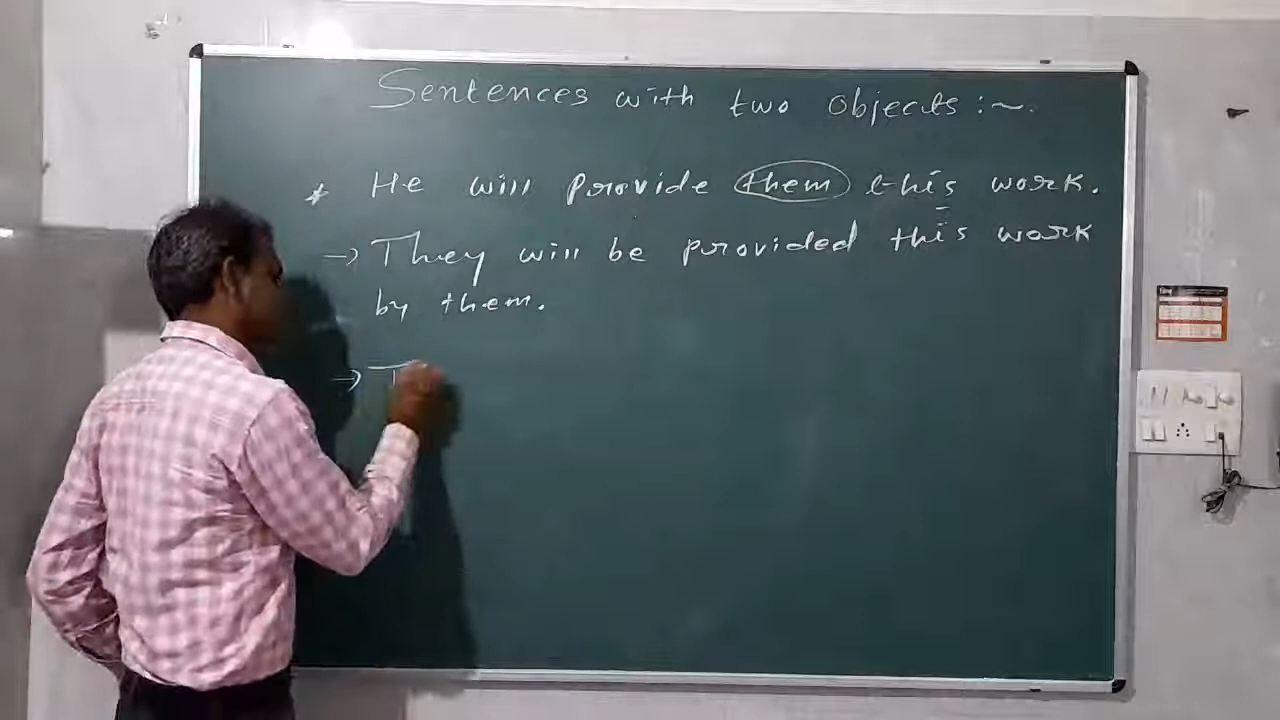 Sentences with two objects :~.
* He will provide them this work.
→ They will be provided this work
by them.
→ T